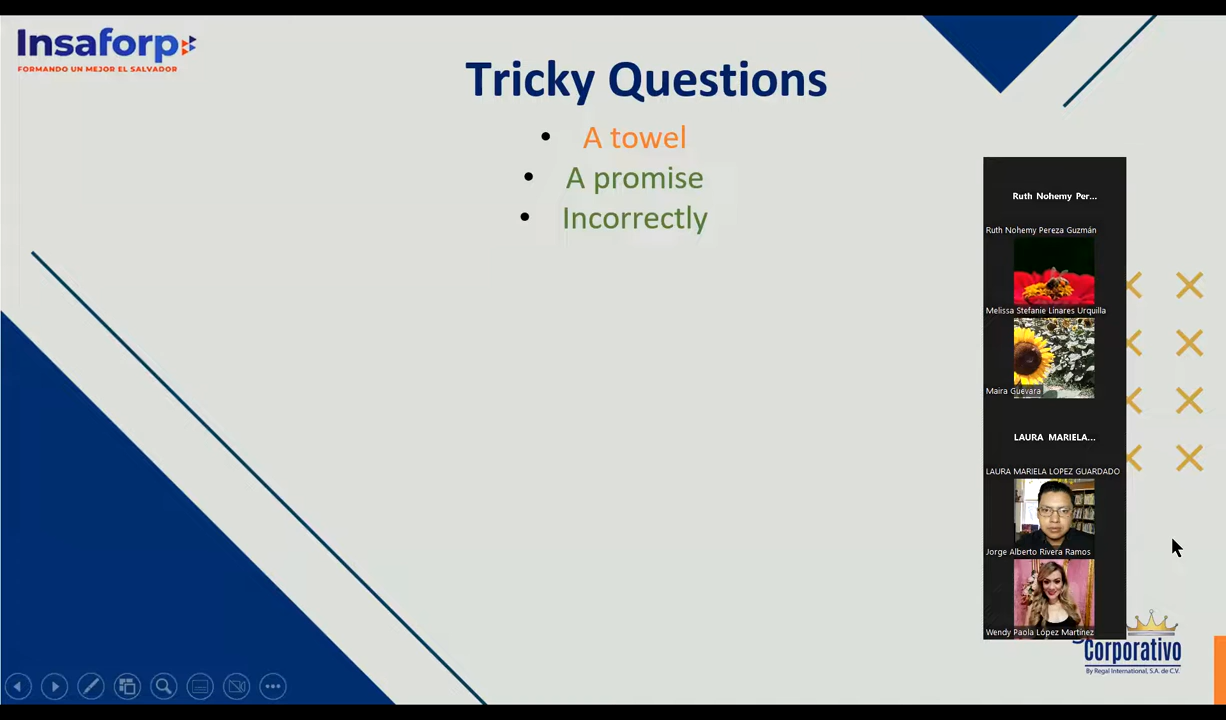 Insaforp
FORMANDO UN MEJOR EL SALVADOR
Tricky Questions
• A towel
• A promise
• Incorrectly
Ruth Nohemy Per...
Ruth Nohemy Pereza Guzmán
Melissa Stefanie Linares Urquilla
Maira Guevara
LAURA MARIELA...
LAURA MARIELA LOPEZ GUARDADO
Jorge Alberto Rivera Ramos
Wendy Paola López Martínez
Corporativo
By Regal International, S.A. de C.V.